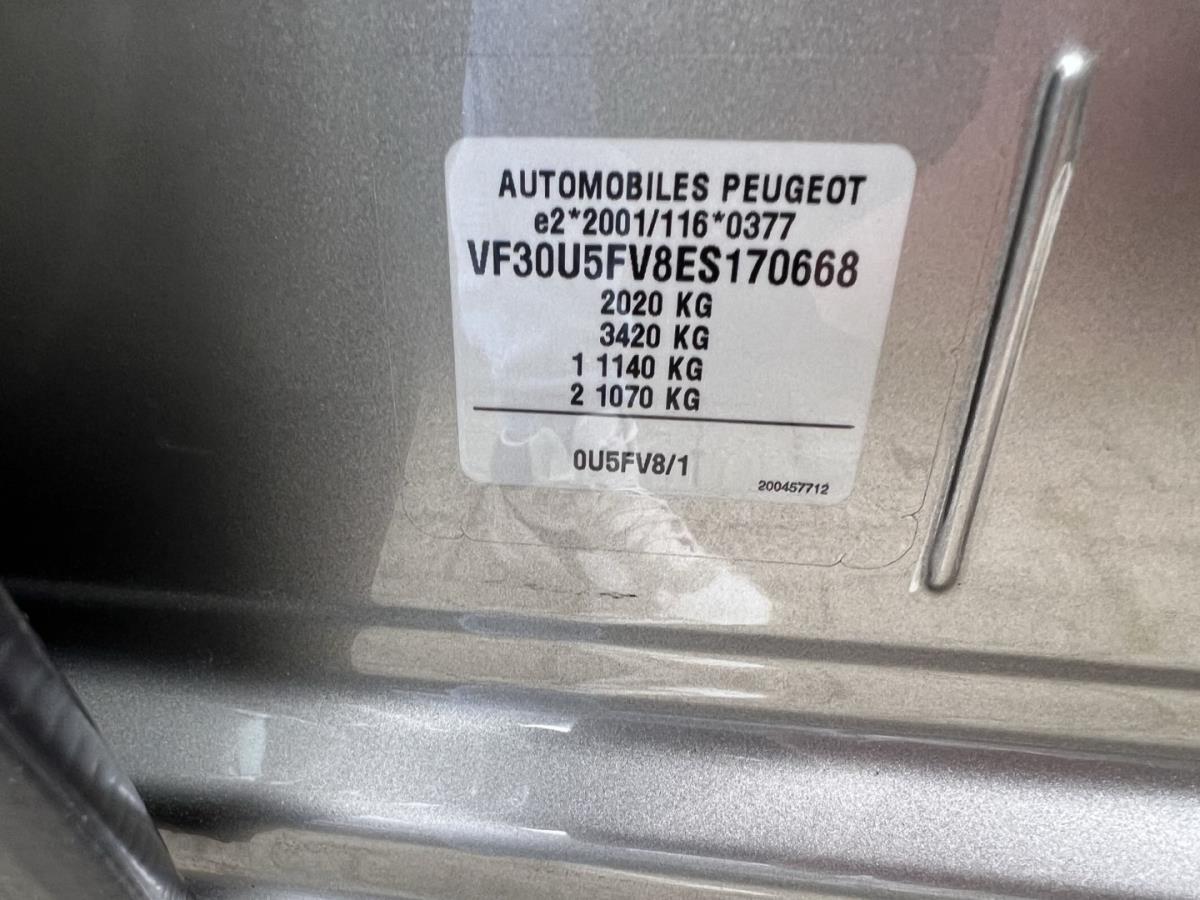 AUTOMOBILES PEUGEOT
e2*2001/116*0377
VF30U5FV8ES170668
2020 KG
3420 KG
1 1140 KG
2 1070 KG
0U5FV8/1
200457712